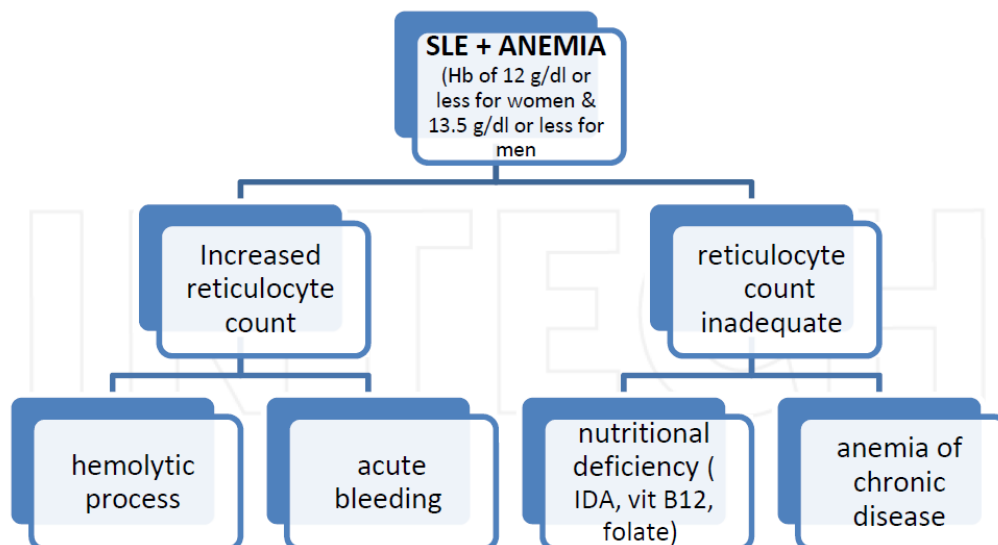 SLE + ANEMIA
(Hb of 12 g/dl or
less for women &
13.5 g/dl or less for
men
Increased
reticulocyte
count
reticulocyte
count
inadequate
hemolytic
process
acute
bleeding
nutritional
deficiency (
IDA, vit B12,
folate)
anemia of
chronic
disease
INTECH